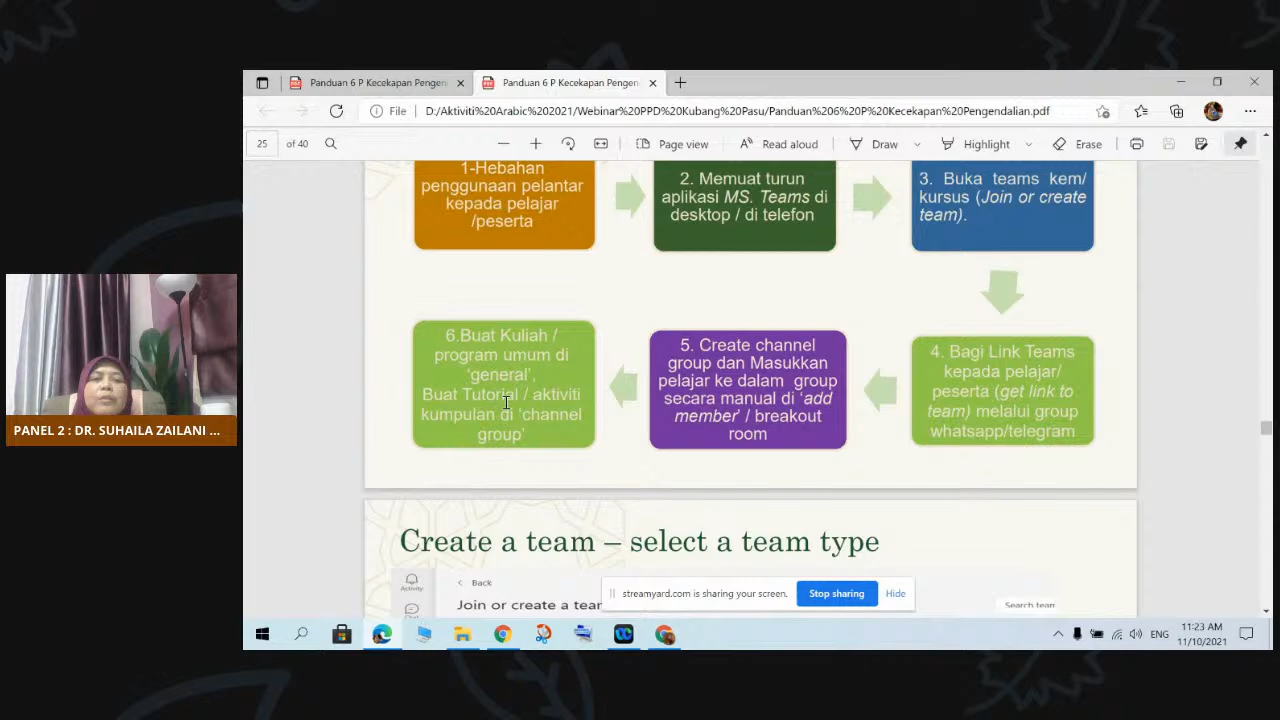 Panduan 6 P Kecekapan Pengen
Panduan 6 P Kecekapan Pengen
File
D:/Aktiviti%20Arabic%202021/Webinar%20PPD%20Kubang%20Pasu/Panduan%206%20P%20Kecekapan%20Pengendalian.pdf
25 of 40
Page view
Read aloud
Draw
Highlight
Erase
1-Hebahan
penggunaan pelantar
kepada pelajar
/peserta
2. Memuat turun
aplikasi MS. Teams di
desktop / di telefon
3. Buka teams kem/
kursus (Join or create
team).
4. Bagi Link Teams
kepada pelajar/
peserta (get link to
team) melalui group
whatsapp/telegram
5. Create channel
group dan Masukkan
pelajar ke dalam group
secara manual di ‘add
member’ / breakout
room
6.Buat Kuliah /
program umum di
‘general’,
Buat Tutorial / aktiviti
kumpulan di ‘channel
group’
PANEL 2 : DR. SUHAILA ZAILANI ...
Create a team – select a team type
Activity
Back
Join or create a tear
Search team
streamyard.com is sharing your screen.
Stop sharing
Hide
ENG
11:23 AM
11/10/2021